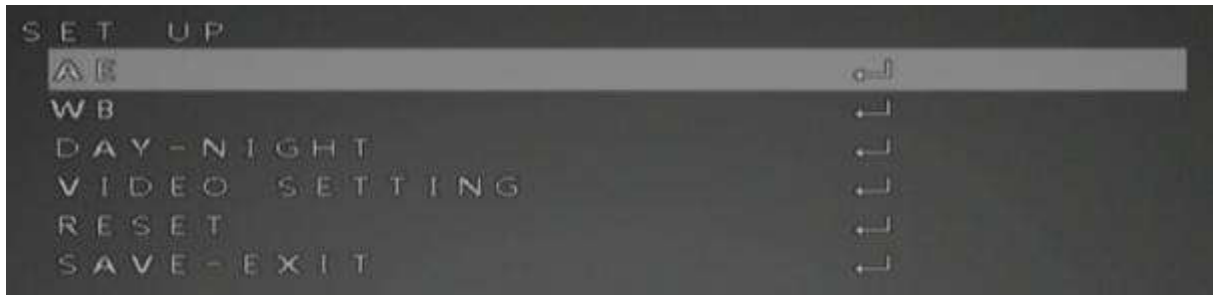 SET UP
AE ↵
WB ↵
DAY-NIGHT ↵
VIDEO SETTING ↵
RESET ↵
SAVE-EXIT ↵